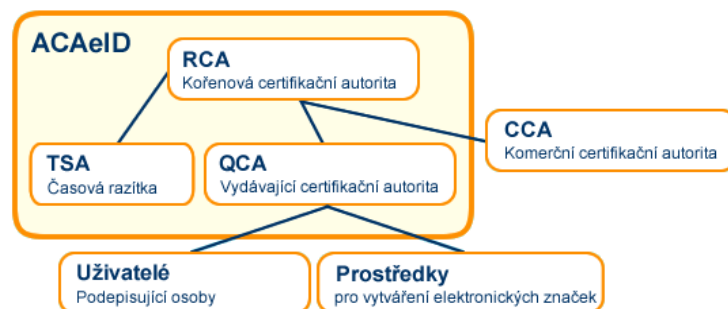 ACAeID
RCA
Kořenová certifikační autorita
CCA
Komerční certifikační autorita
TSA
Časová razítka
QCA
Vydávající certifikační autorita
Uživatelé
Podepisující osoby
Prostředky
pro vytváření elektronických značek